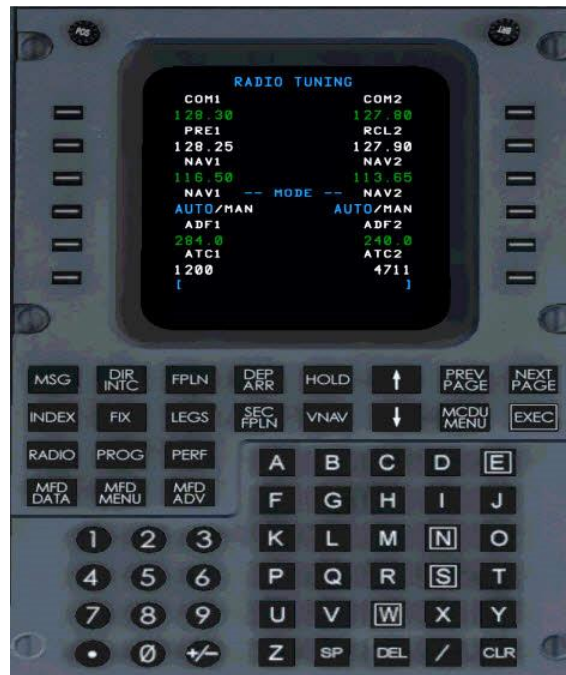 POS
BRT
RADIO TUNING
COM1 COM2
128.30 127.80
PRE1 RCL2
128.25 127.90
NAV1 NAV2
116.50 113.65
NAV1 -- MODE -- NAV2
AUTO/MAN AUTO/MAN
ADF1 ADF2
284.0 240.0
ATC1 ATC2
1200 4711
[ ]
MSG DIR INTC FPLN DEP ARR HOLD ↑ PREV PAGE NEXT PAGE
INDEX FIX LEGS SEC FPLN VNAV ↓ MCDU MENU EXEC
RADIO PROG PERF
MFD DATA MFD MENU MFD ADV
A B C D E
F G H I J
1 2 3 K L M N O
4 5 6 P Q R S T
7 8 9 U V W X Y
. 0 +/- Z SP DEL / CLR